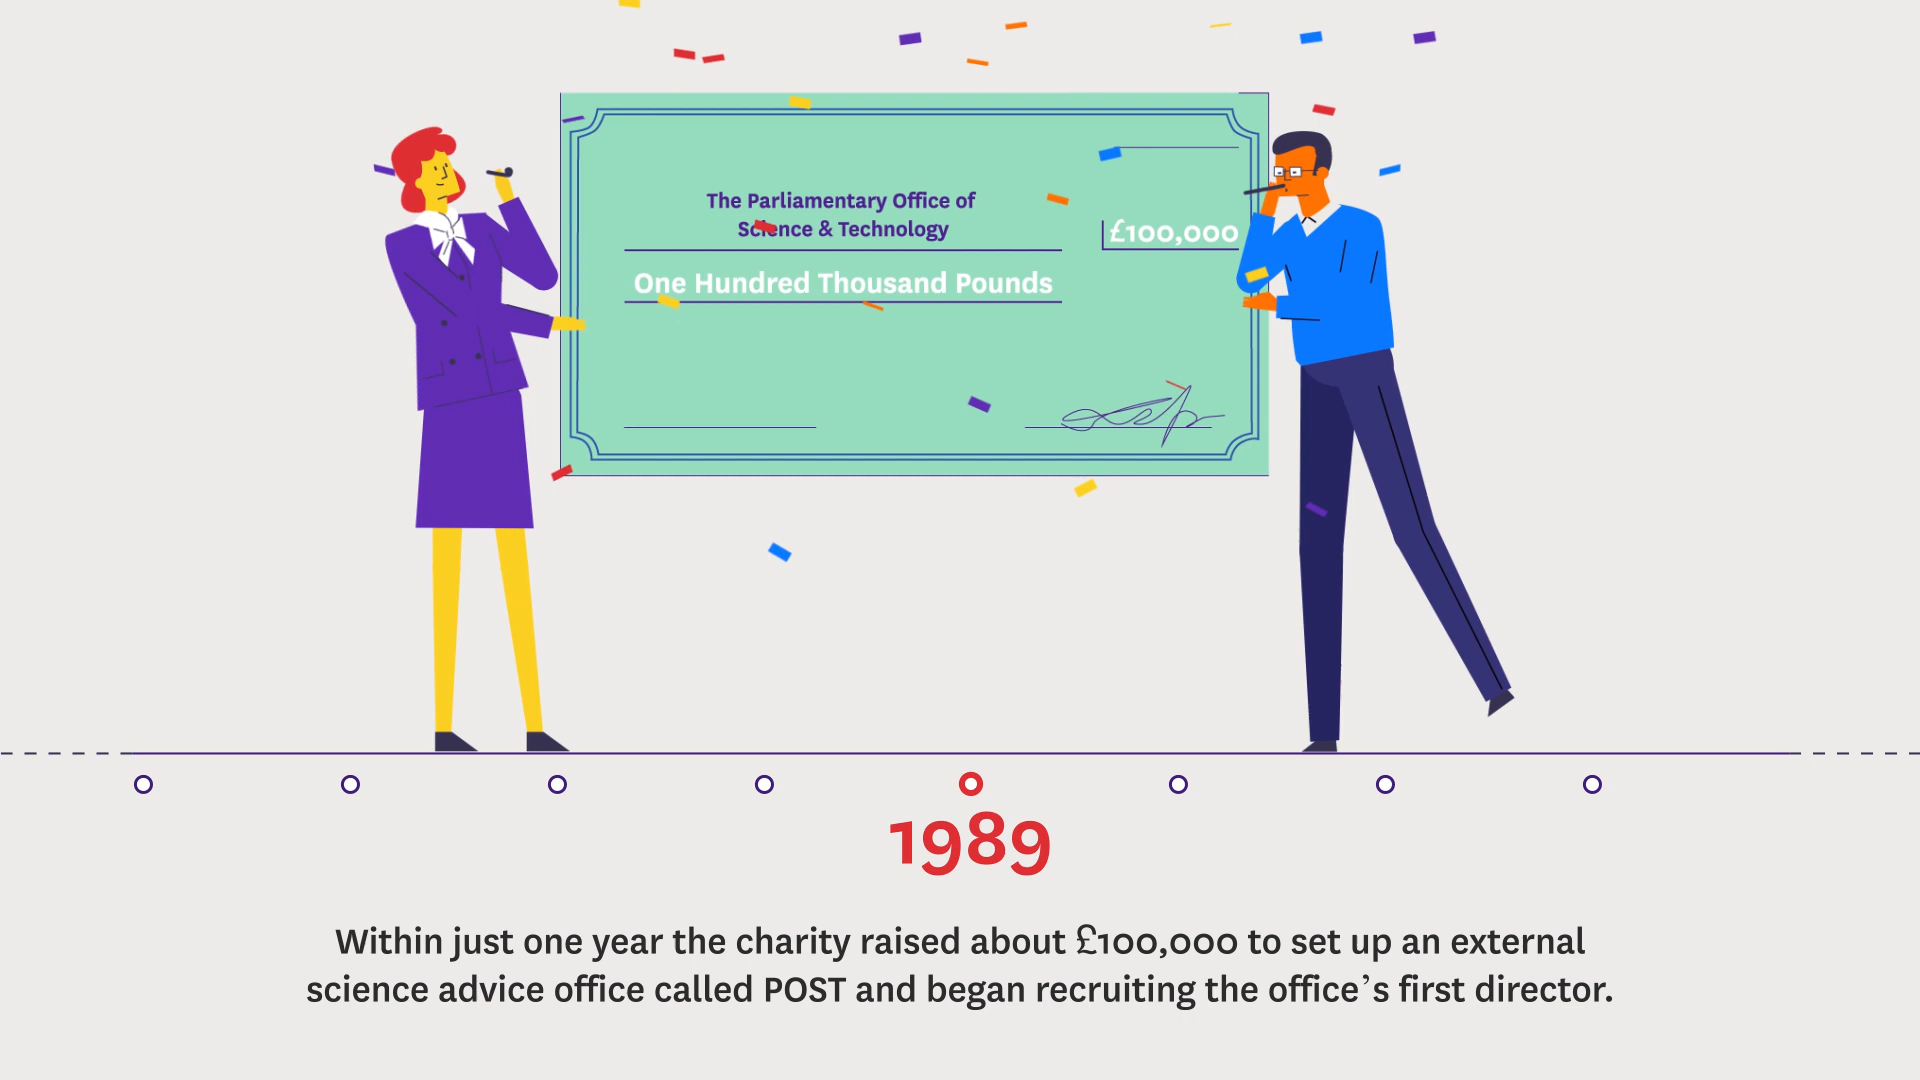 The Parliamentary Office of
Science & Technology
£100,000
One Hundred Thousand Pounds
1989
Within just one year the charity raised about £100,000 to set up an external
science advice office called POST and began recruiting the office’s first director.